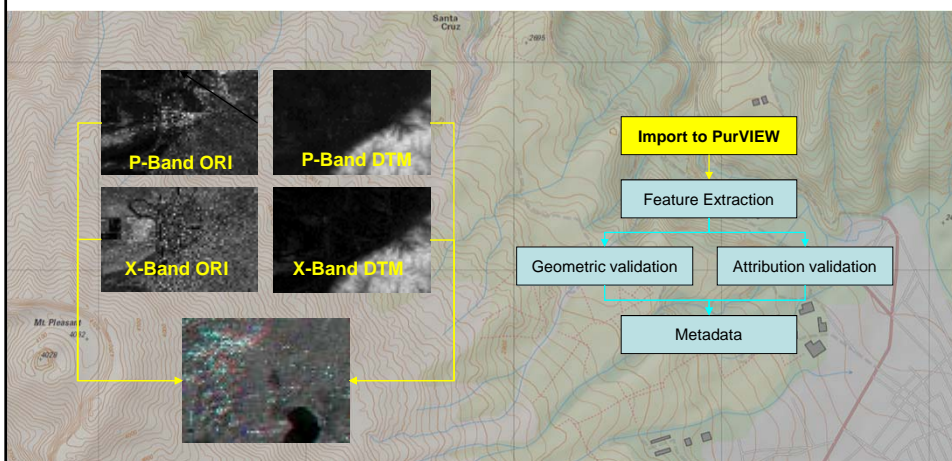 Santa
Cruz
2695
P-Band ORI
P-Band DTM
Import to PurVIEW
Feature Extraction
X-Band ORI
X-Band DTM
Geometric validation
Attribution validation
Mt. Pleasant
Metadata